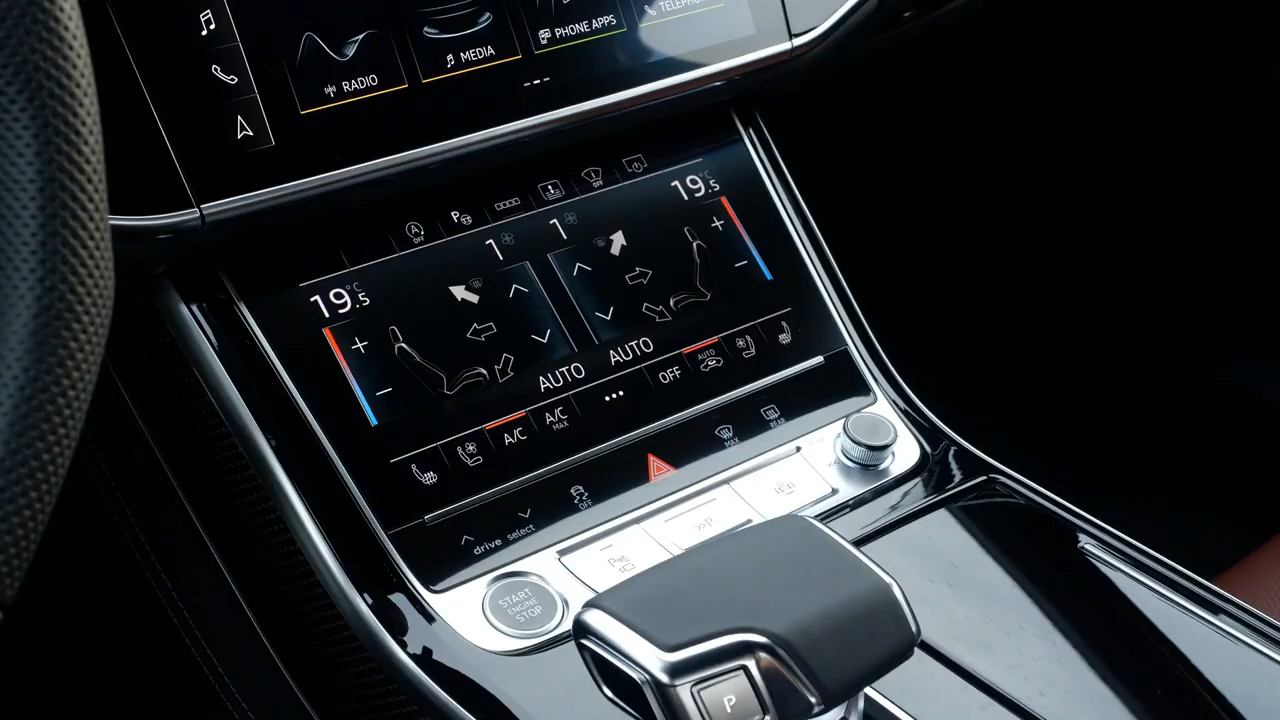 RADIO
MEDIA
PHONE APPS
A OFF
P
OFF
19.5 °C
1
1
19.5 °C
AUTO
AUTO
A/C
A/C MAX
OFF
AUTO
MAX
REAR
OFF
drive select
P
START ENGINE STOP
P